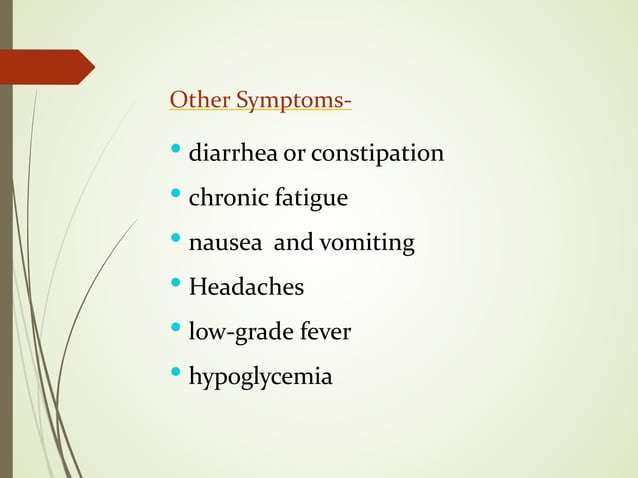 Other Symptoms-
• diarrhea or constipation
• chronic fatigue
• nausea  and vomiting
• Headaches
• low-grade fever
• hypoglycemia